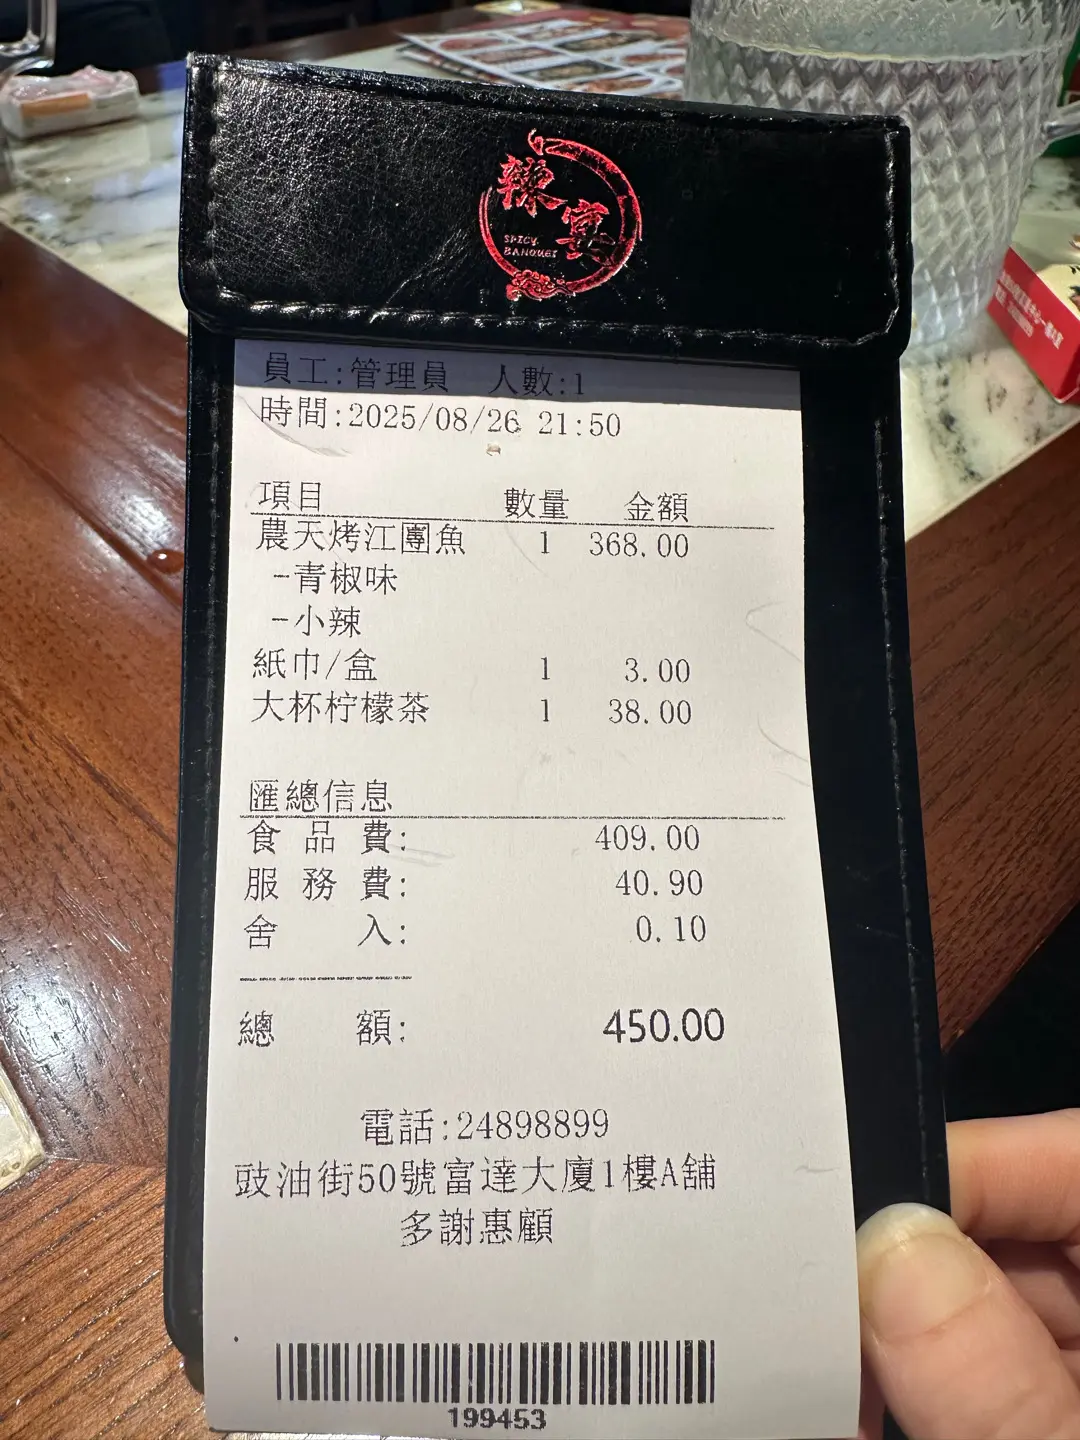 辣宴
SPICY
BANQUET
員工:管理員 人數:1
時間:2025/08/26 21:50
項目 數量 金額
農天烤江團魚 1 368.00
-青椒味
-小辣
紙巾/盒 1 3.00
大杯柠檬茶 1 38.00
匯總信息
食品費: 409.00
服務費: 40.90
舍入: 0.10
總額: 450.00
電話:24898899
豉油街50號富達大廈1樓A舖
多謝惠顧
199453